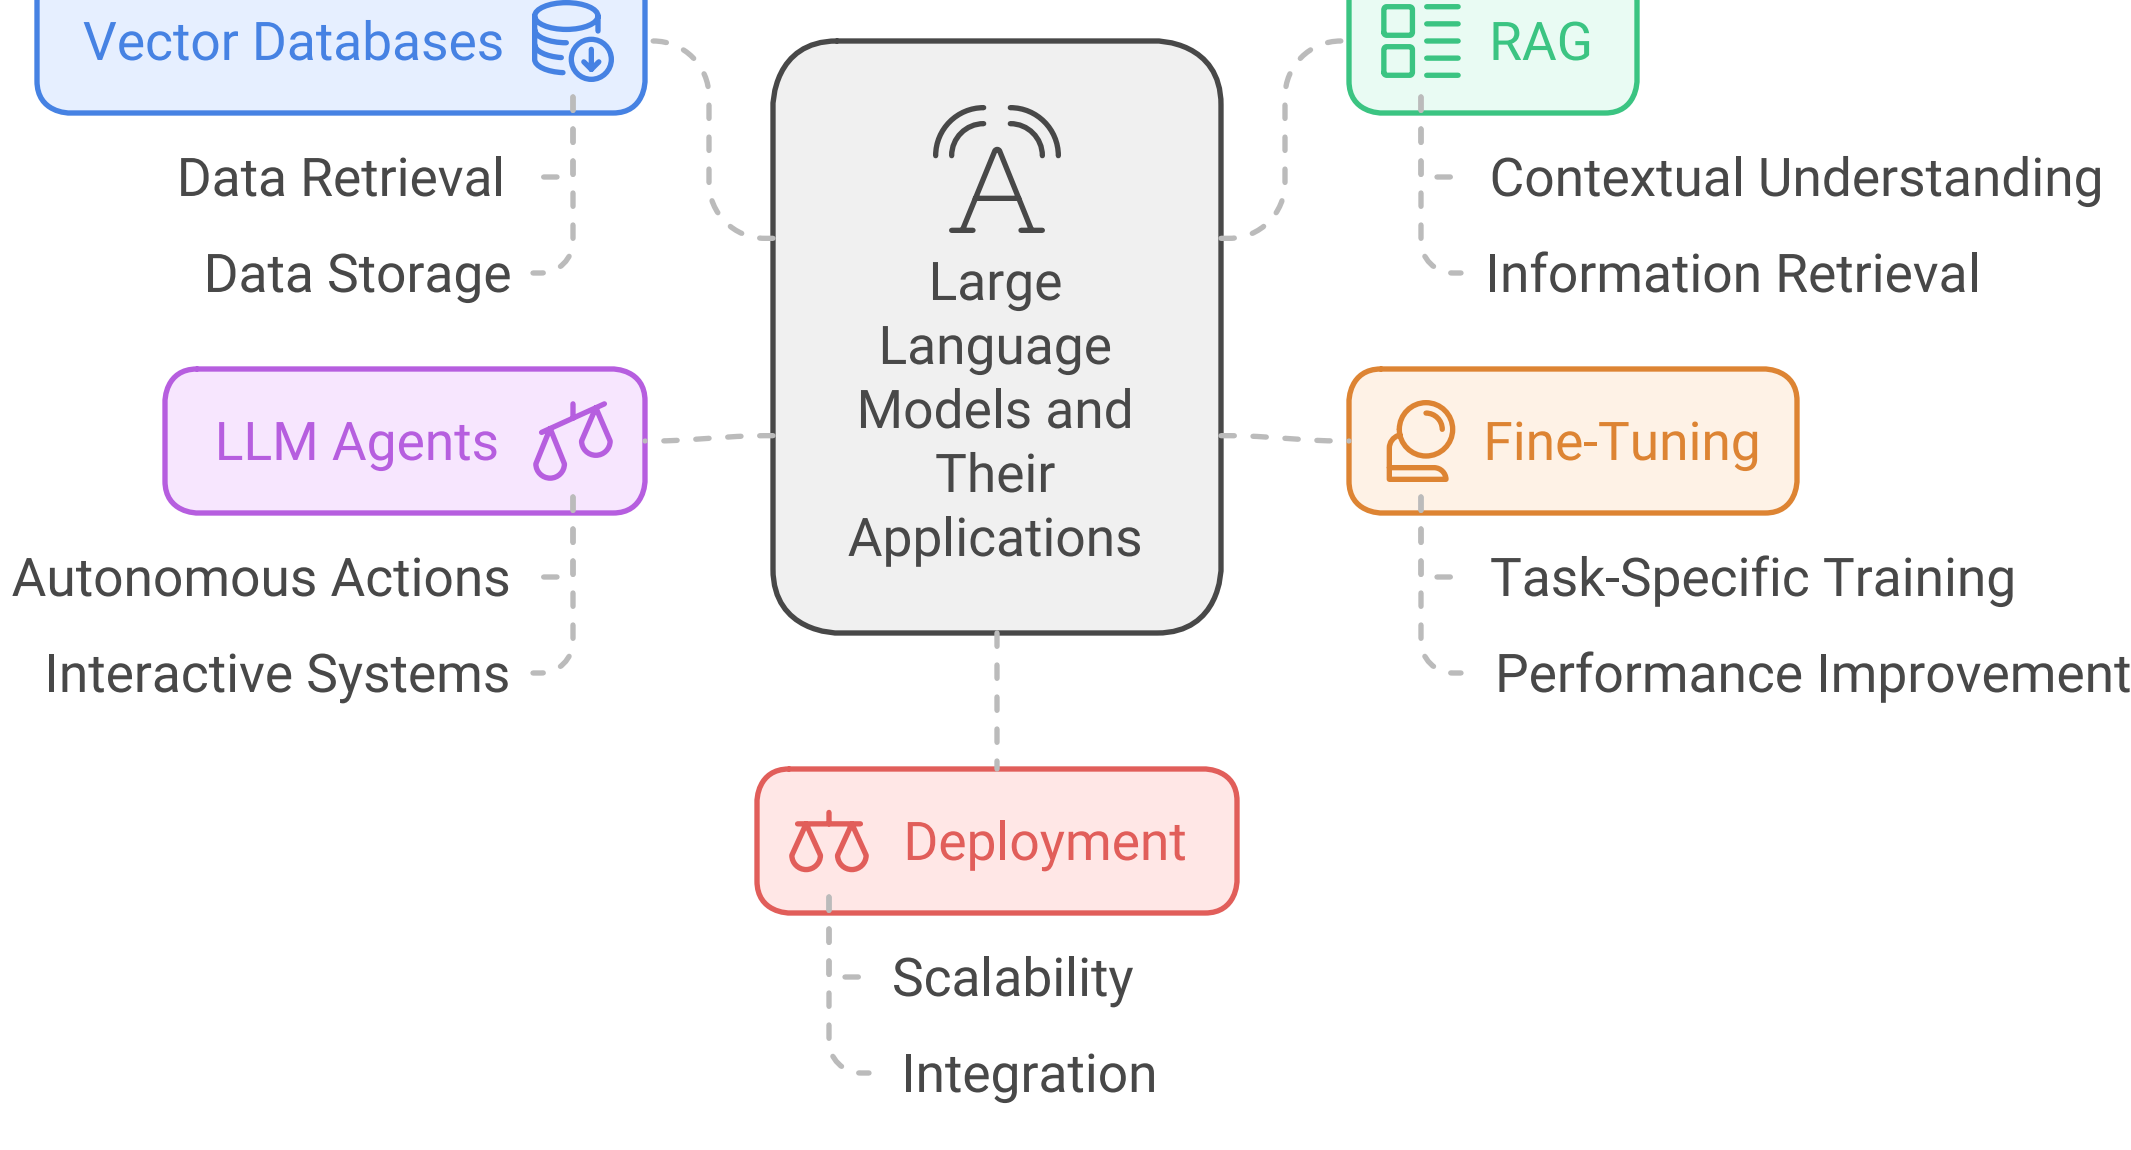 Vector Databases
Data Retrieval
Data Storage
LLM Agents
Autonomous Actions
Interactive Systems
Large
Language
Models and
Their
Applications
RAG
Contextual Understanding
Information Retrieval
Fine-Tuning
Task-Specific Training
Performance Improvement
Deployment
Scalability
Integration